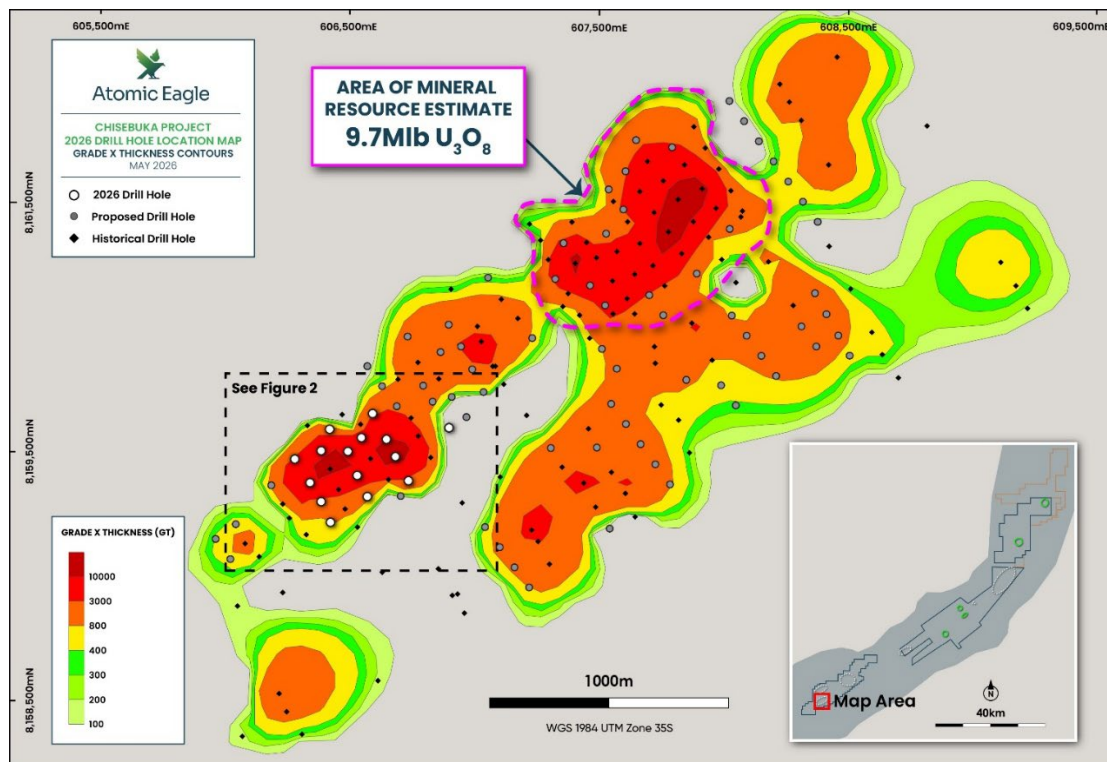 605,500mE
606,500mE
607,500mE
608,500mE
609,500mE
Atomic Eagle
CHISEBUKA PROJECT
2026 DRILL HOLE LOCATION MAP
GRADE X THICKNESS CONTOURS
MAY 2026
2026 Drill Hole
Proposed Drill Hole
Historical Drill Hole
AREA OF MINERAL
RESOURCE ESTIMATE
9.7Mlb U₃O₈
8,161,500mN
See Figure 2
8,159,500mN
GRADE X THICKNESS (GT)
10000
3000
800
400
300
200
100
8,158,500mN
1000m
WGS 1984 UTM Zone 35S
Map Area
N
40km